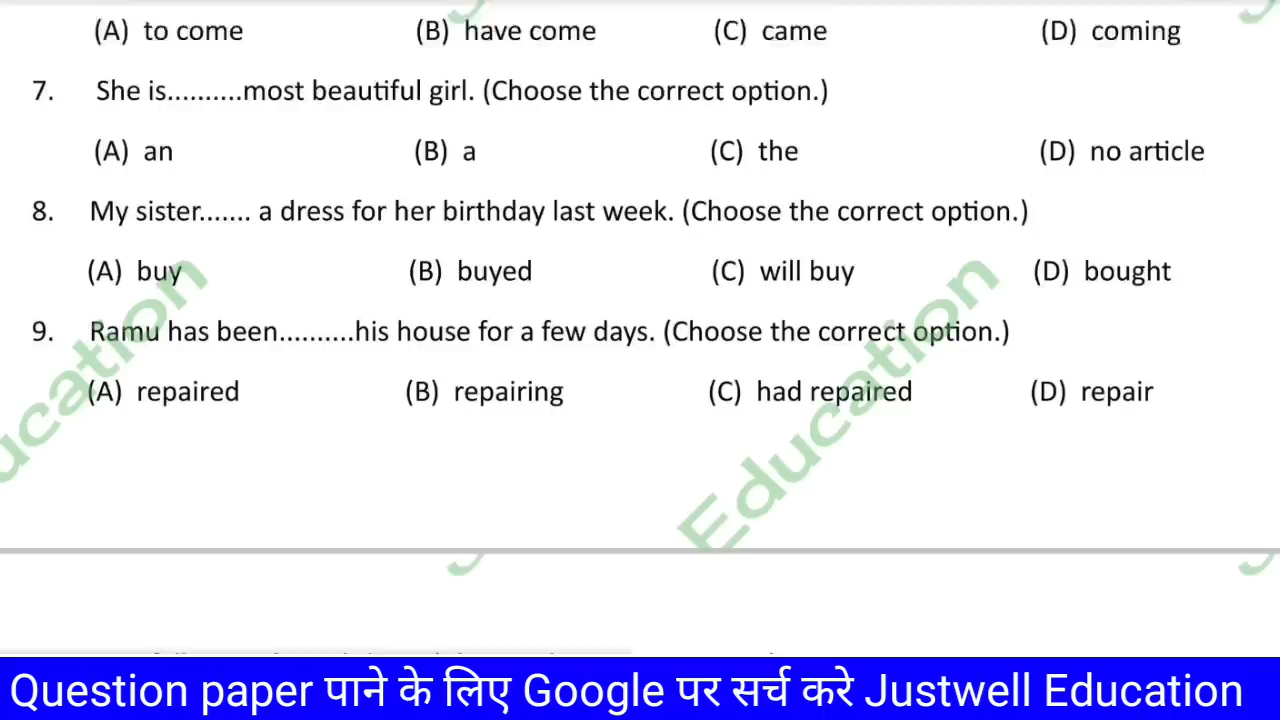 (A) to come (B) have come (C) came (D) coming
7. She is..........most beautiful girl. (Choose the correct option.)
(A) an (B) a (C) the (D) no article
8. My sister....... a dress for her birthday last week. (Choose the correct option.)
(A) buy (B) buyed (C) will buy (D) bought
9. Ramu has been..........his house for a few days. (Choose the correct option.)
(A) repaired (B) repairing (C) had repaired (D) repair
Education
Question paper पाने के लिए Google पर सर्च करे Justwell Education